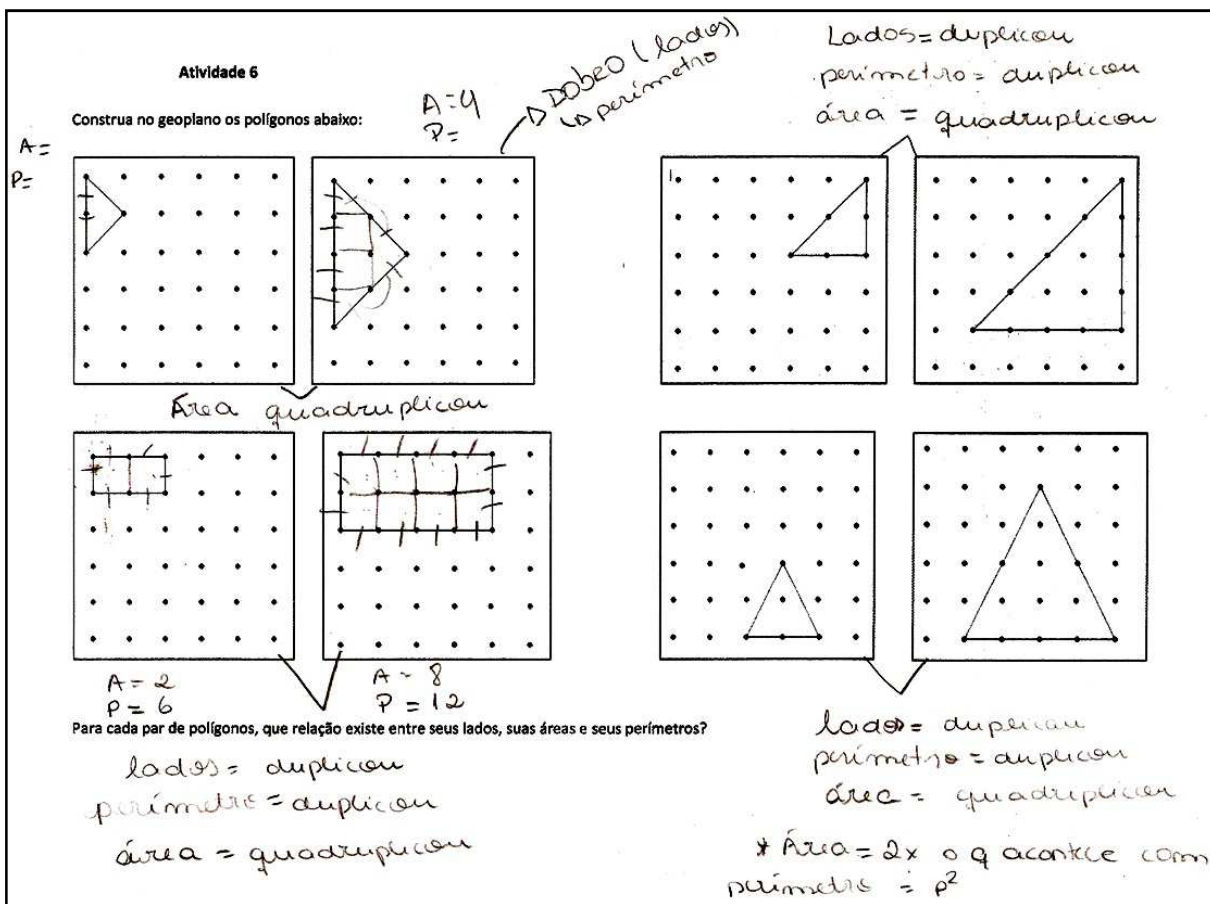 Atividade 6
Construa no geoplano os polígonos abaixo:
A=
P=
A=4
P=
DOBRO (lados)
perímetro
Lados= duplicou
perímetro= duplicou
área = quadruplicou
Área quadruplicou
A=2
P=6
A=8
P=12
Para cada par de polígonos, que relação existe entre seus lados, suas áreas e seus perímetros?
lados= duplicou
perímetro=duplicou
área = quadruplicou
lados= duplicou
perímetro=duplicou
área= quadriplicou
* Área=2x o q acontece com
perímetro = p²